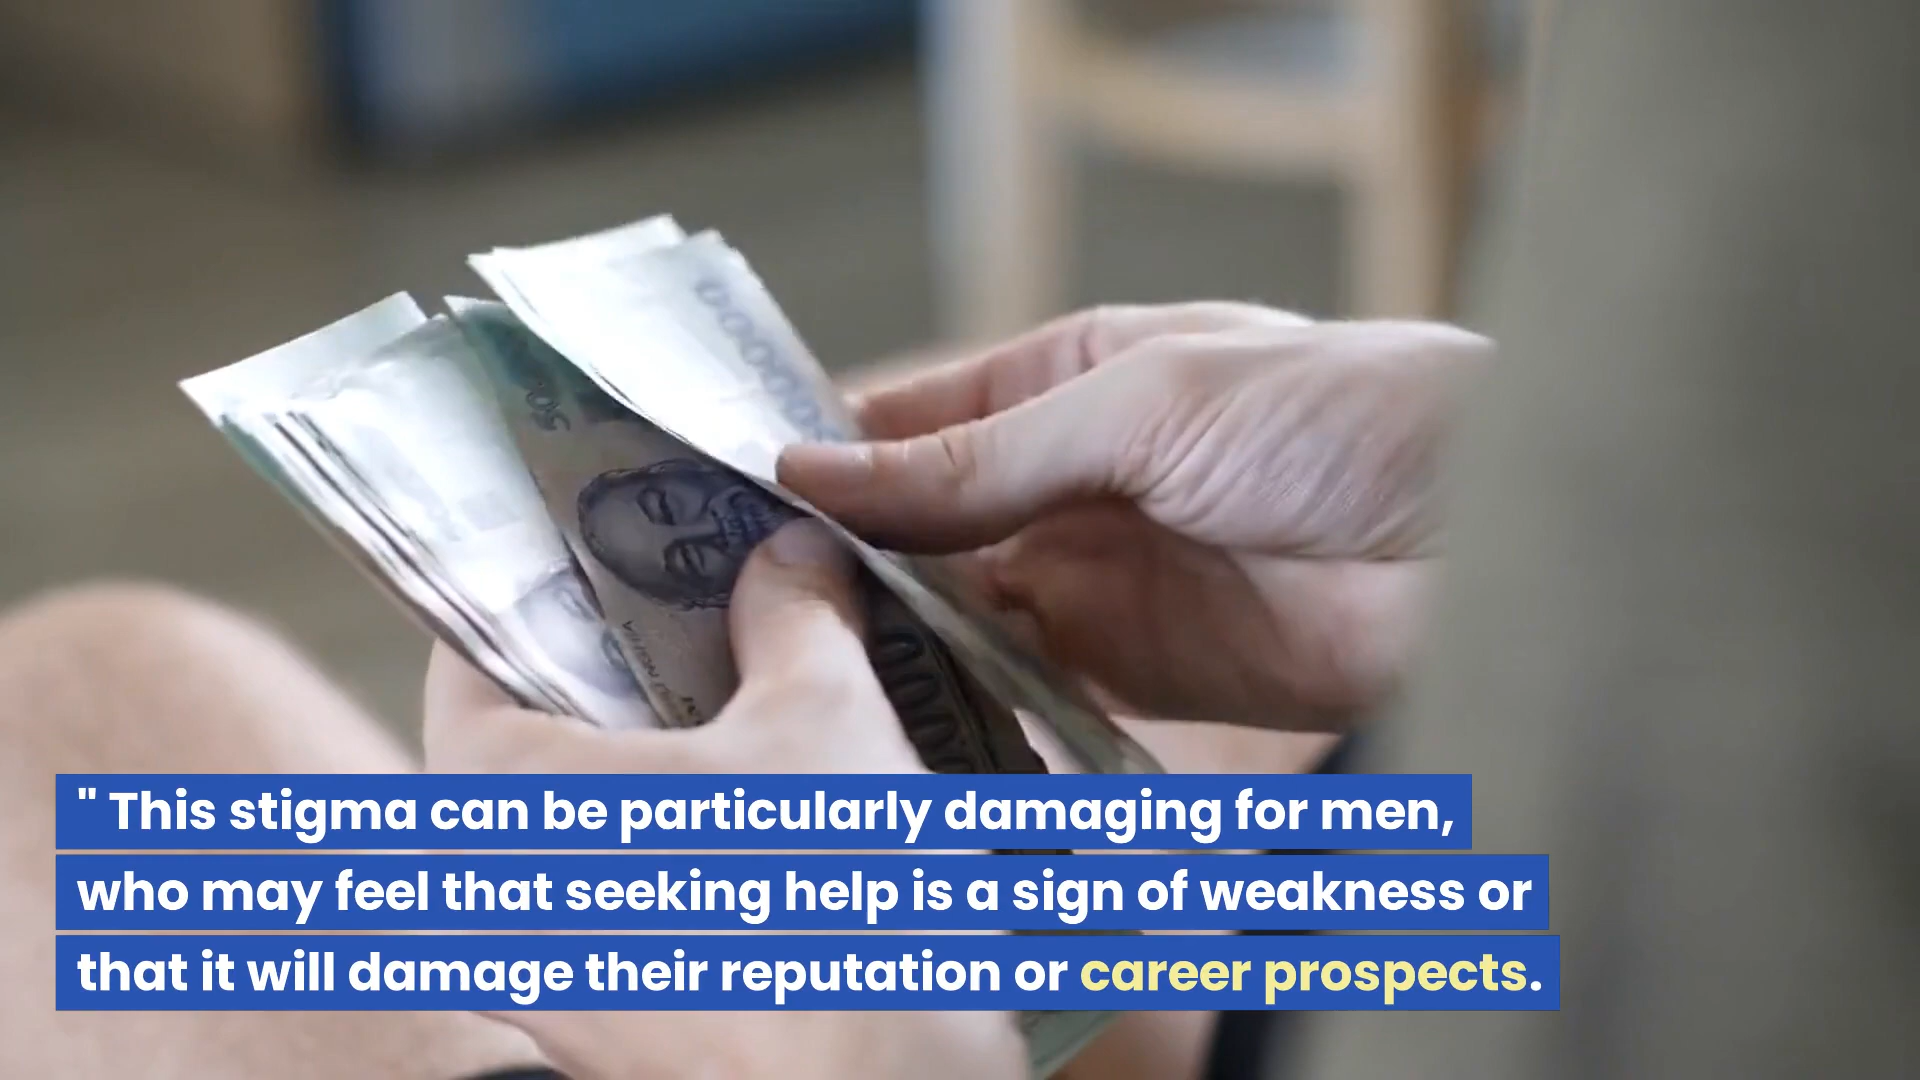 " This stigma can be particularly damaging for men,
who may feel that seeking help is a sign of weakness or
that it will damage their reputation or career prospects.